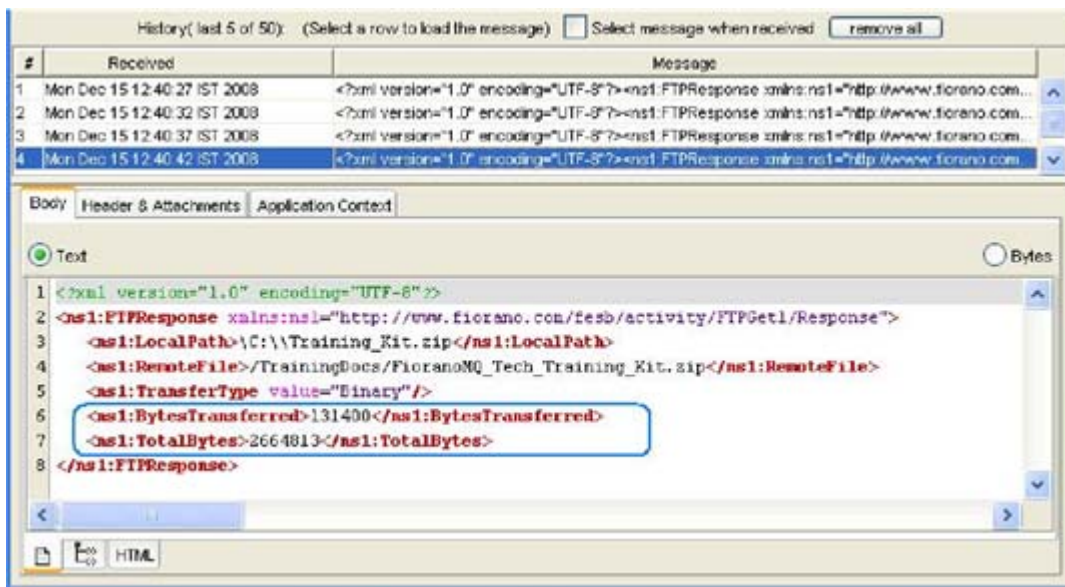 History( last 5 of 50): (Select a row to load the message) Select message when received remove all
# Received Message
1 Mon Dec 15 12:40:27 IST 2008 <?xml version="1.0" encoding="UTF-8"?><ns1:FTPResponse xmlns:ns1="http://www.fiorano.com...
2 Mon Dec 15 12:40:32 IST 2008 <?xml version="1.0" encoding="UTF-8"?><ns1:FTPResponse xmlns:ns1="http://www.fiorano.com...
3 Mon Dec 15 12:40:37 IST 2008 <?xml version="1.0" encoding="UTF-8"?><ns1:FTPResponse xmlns:ns1="http://www.fiorano.com...
4 Mon Dec 15 12:40:42 IST 2008 <?xml version="1.0" encoding="UTF-8"?><ns1:FTPResponse xmlns:ns1="http://www.fiorano.com...
Body Header & Attachments Application Context
Text Bytes
1 <?xml version="1.0" encoding="UTF-8"?>
2 <ns1:FTPResponse xmlns:ns1="http://www.fiorano.com/fesb/activity/FTPGet1/Response">
3 <ns1:LocalPath>\C:\\Training_Kit.zip</ns1:LocalPath>
4 <ns1:RemoteFile>/TrainingDocs/FioranoMQ_Tech_Training_Kit.zip</ns1:RemoteFile>
5 <ns1:TransferType value="Binary"/>
6 <ns1:BytesTransferred>131400</ns1:BytesTransferred>
7 <ns1:TotalBytes>2664813</ns1:TotalBytes>
8 </ns1:FTPResponse>
HTML